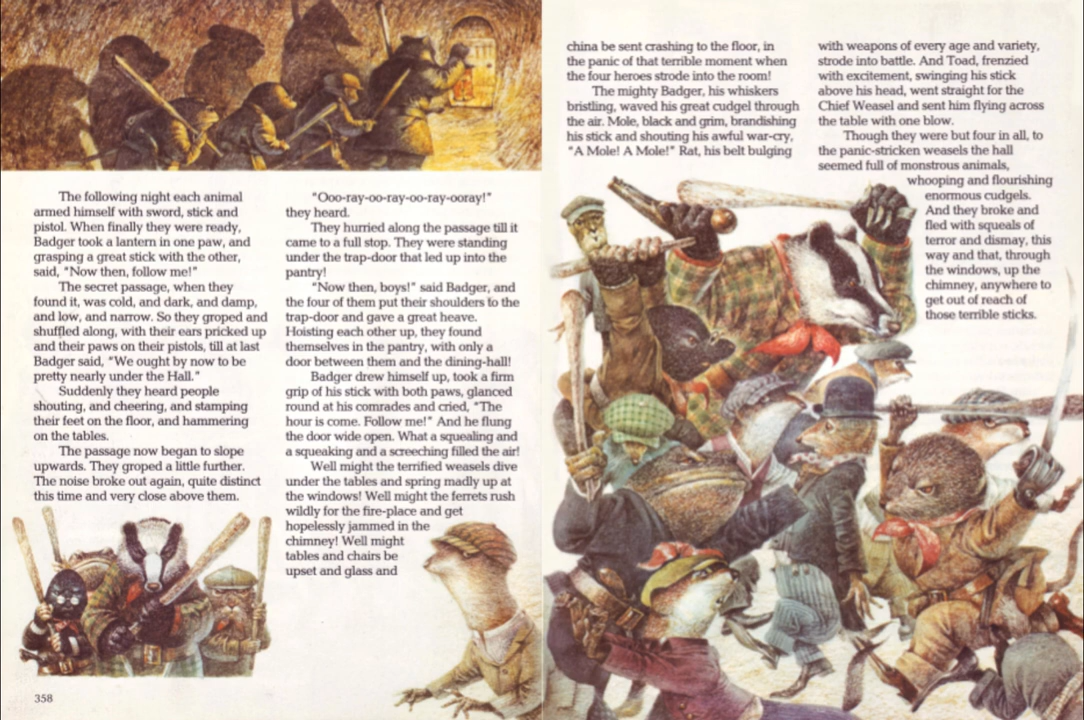 The following night each animal
armed himself with sword, stick and
pistol. When finally they were ready,
Badger took a lantern in one paw, and
grasping a great stick with the other,
said, "Now then, follow me!"
The secret passage, when they
found it, was cold, and dark, and damp,
and low, and narrow. So they groped and
shuffled along, with their ears pricked up
and their paws on their pistols, till at last
Badger said, "We ought by now to be
pretty nearly under the Hall."
Suddenly they heard people
shouting, and cheering, and stamping
their feet on the floor, and hammering
on the tables.
The passage now began to slope
upwards. They groped a little further.
The noise broke out again, quite distinct
this time and very close above them.
"Ooo-ray-oo-ray-oo-ray-ooray!"
they heard.
They hurried along the passage till it
came to a full stop. They were standing
under the trap-door that led up into the
pantry!
"Now then, boys!" said Badger, and
the four of them put their shoulders to the
trap-door and gave a great heave.
Hoisting each other up, they found
themselves in the pantry, with only a
door between them and the dining-hall!
Badger drew himself up, took a firm
grip of his stick with both paws, glanced
round at his comrades and cried, "The
hour is come. Follow me!" And he flung
the door wide open. What a squealing and
a squeaking and a screeching filled the air!
Well might the terrified weasels dive
under the tables and spring madly up at
the windows! Well might the ferrets rush
wildly for the fire-place and get
hopelessly jammed in the
chimney! Well might
tables and chairs be
upset and glass and
358
china be sent crashing to the floor, in
the panic of that terrible moment when
the four heroes strode into the room!
The mighty Badger, his whiskers
bristling, waved his great cudgel through
the air. Mole, black and grim, brandishing
his stick and shouting his awful war-cry,
"A Mole! A Mole!" Rat, his belt bulging
with weapons of every age and variety,
strode into battle. And Toad, frenzied
with excitement, swinging his stick
above his head, went straight for the
Chief Weasel and sent him flying across
the table with one blow.
Though they were but four in all, to
the panic-stricken weasels the hall
seemed full of monstrous animals,
whooping and flourishing
enormous cudgels.
And they broke and
fled with squeals of
terror and dismay, this
way and that, through
the windows, up the
chimney, anywhere to
get out of reach of
those terrible sticks.